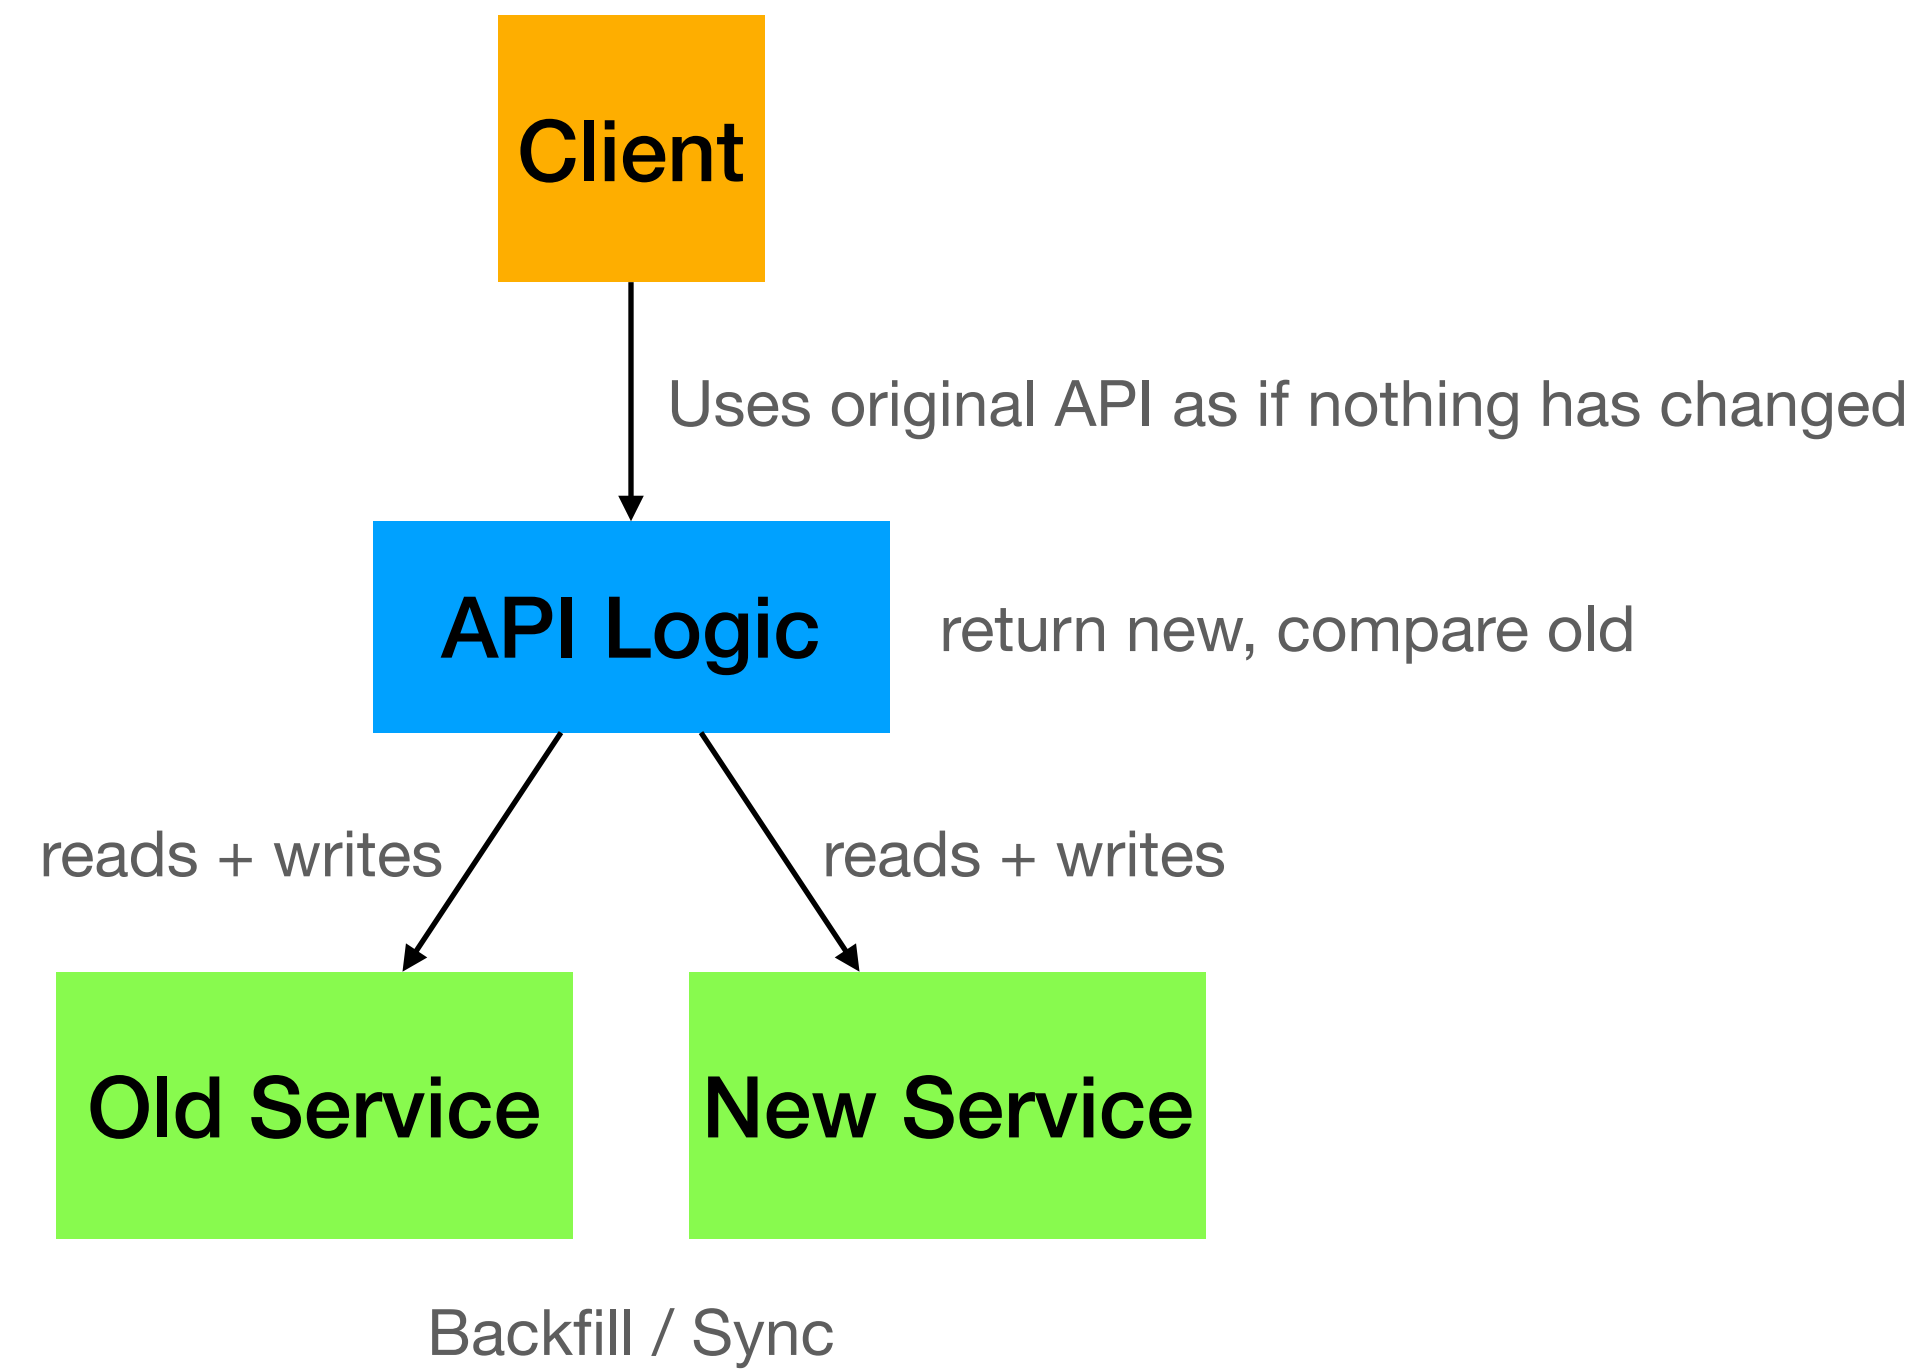 Client
Uses original API as if nothing has changed
API Logic
return new, compare old
reads + writes
reads + writes
Old Service
New Service
Backfill / Sync